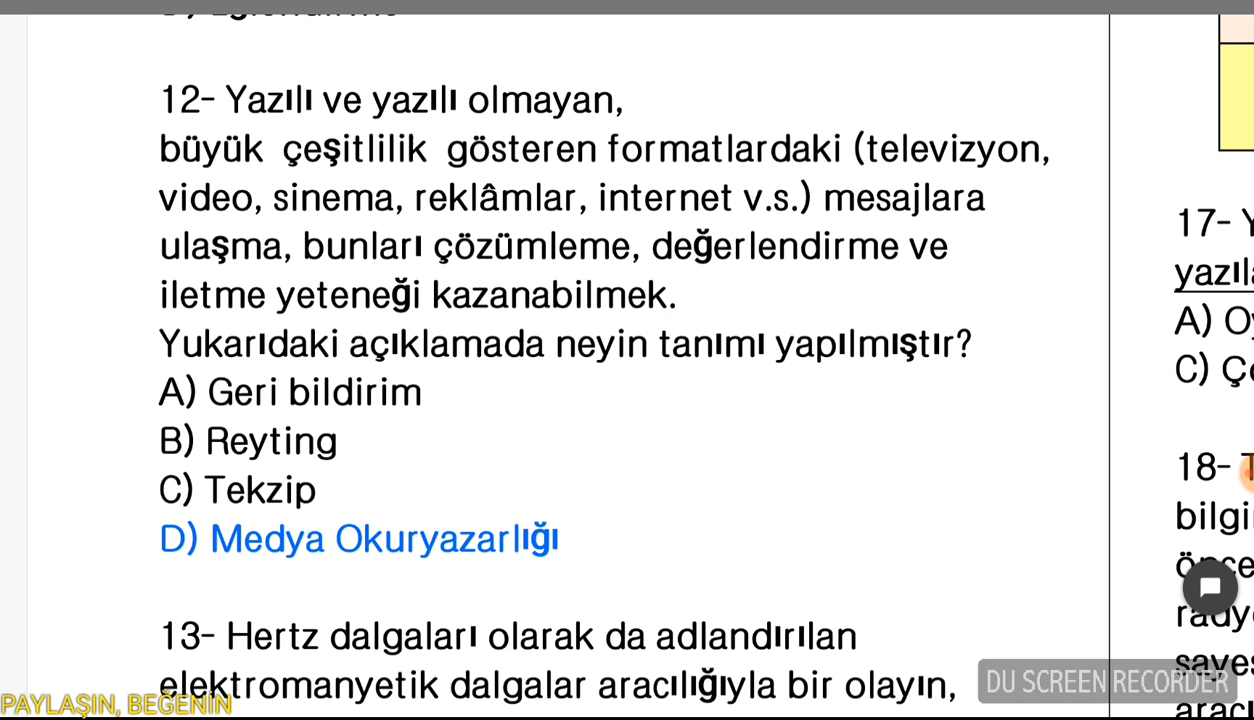 12- Yazılı ve yazılı olmayan,
büyük çeşitlilik gösteren formatlardaki (televizyon,
video, sinema, reklâmlar, internet v.s.) mesajlara
ulaşma, bunları çözümleme, değerlendirme ve
iletme yeteneği kazanabilmek.
Yukarıdaki açıklamada neyin tanımı yapılmıştır?
A) Geri bildirim
B) Reyting
C) Tekzip
D) Medya Okuryazarlığı
13- Hertz dalgaları olarak da adlandırılan
elektromanyetik dalgalar aracılığıyla bir olayın,
17-
A)
C)
18-
PAYLAŞIN, BEĞENİN
DU SCREEN RECORDER